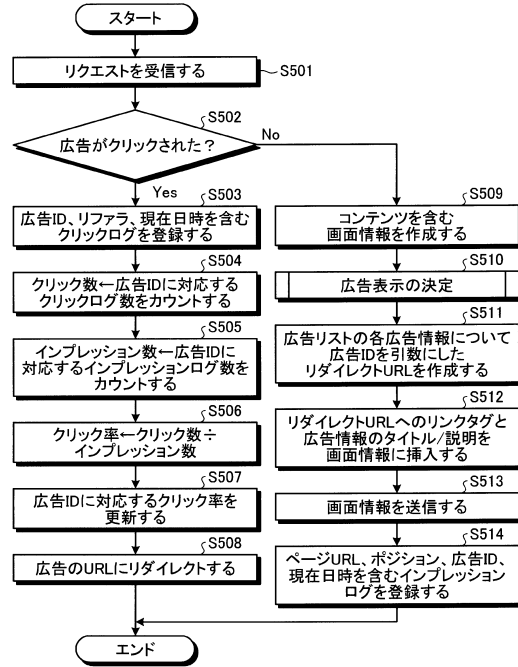 スタート
リクエストを受信する
S501
S502
広告がクリックされた？
No
Yes
S503
広告ID、リファラ、現在日時を含む
クリックログを登録する
S504
クリック数←広告IDに対応する
クリックログ数をカウントする
S505
インプレッション数←広告IDに
対応するインプレッションログ数を
カウントする
S506
クリック率←クリック数÷
インプレッション数
S507
広告IDに対応するクリック率を
更新する
S508
広告のURLにリダイレクトする
S509
コンテンツを含む
画面情報を作成する
S510
広告表示の決定
S511
広告リストの各広告情報について
広告IDを引数にした
リダイレクトURLを作成する
S512
リダイレクトURLへのリンクタグと
広告情報のタイトル/説明を
画面情報に挿入する
S513
画面情報を送信する
S514
ページURL、ポジション、広告ID、
現在日時を含むインプレッション
ログを登録する
エンド